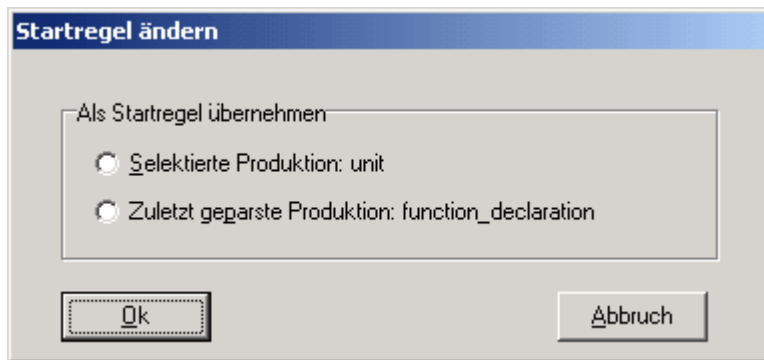 Startregel ändern
Als Startregel übernehmen
Selektierte Produktion: unit
Zuletzt geparste Produktion: function_declaration
Ok Abbruch